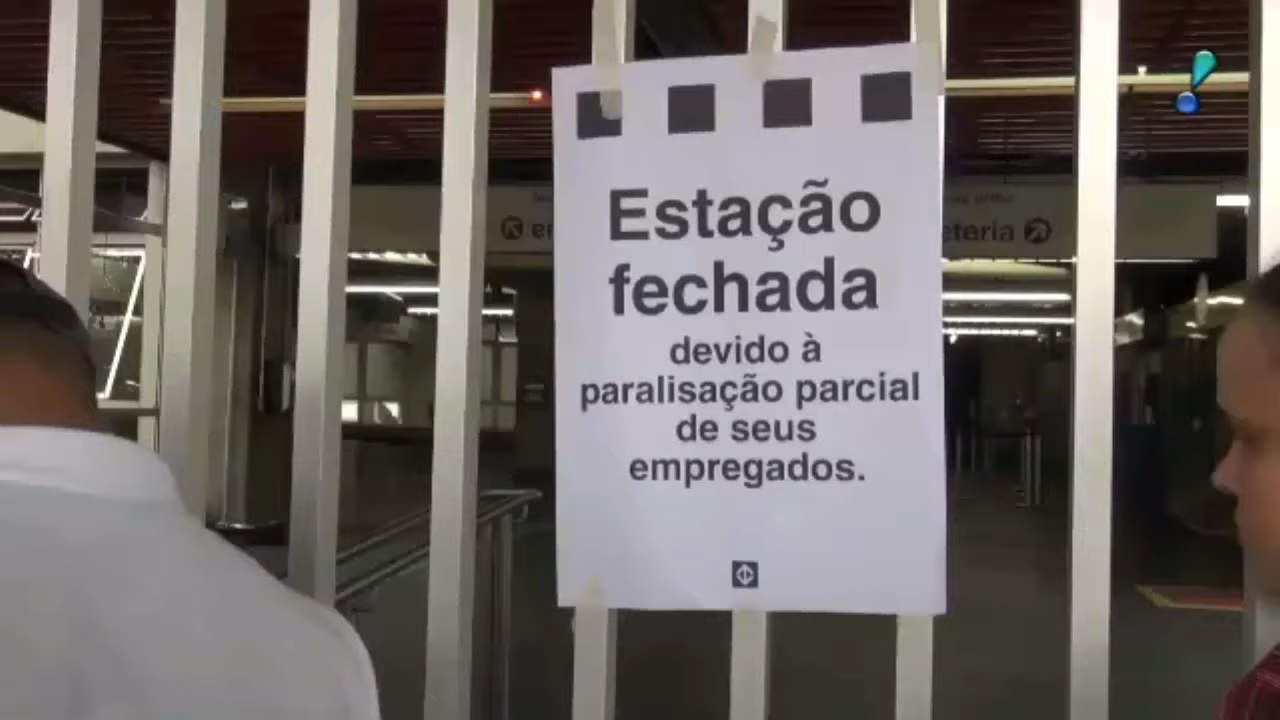 Estação
fechada
devido à
paralisação parcial
de seus
empregados.